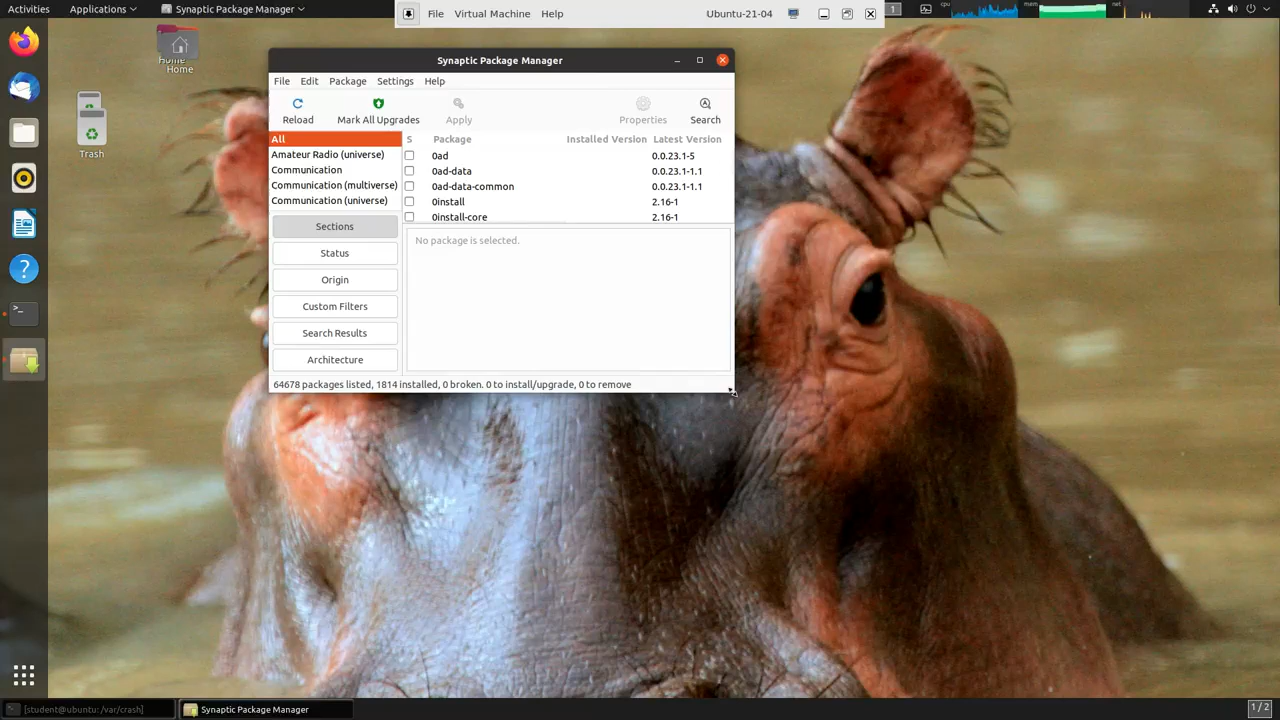 Activities Applications Synaptic Package Manager
File Virtual Machine Help Ubuntu-21-04
1 cpu mem net
Home
Home
Trash
Synaptic Package Manager
File Edit Package Settings Help
Reload Mark All Upgrades Apply Properties Search
All
Amateur Radio (universe)
Communication
Communication (multiverse)
Communication (universe)
S Package Installed Version Latest Version
0ad 0.0.23.1-5
0ad-data 0.0.23.1-1.1
0ad-data-common 0.0.23.1-1.1
0install 2.16-1
0install-core 2.16-1
Sections
Status
Origin
Custom Filters
Search Results
Architecture
No package is selected.
64678 packages listed, 1814 installed, 0 broken. 0 to install/upgrade, 0 to remove
[student@ubuntu: /var/crash] Synaptic Package Manager 1 / 2